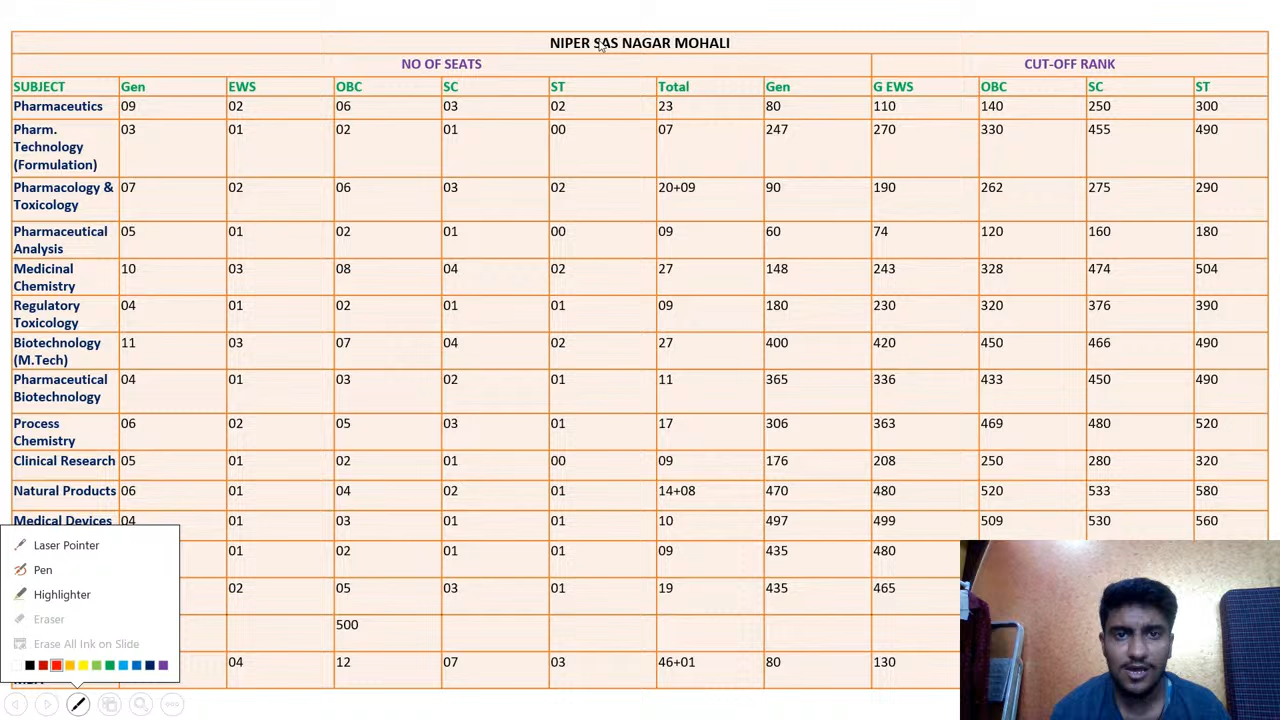 NIPER SAS NAGAR MOHALI
NO OF SEATS CUT-OFF RANK
SUBJECT Gen EWS OBC SC ST Total Gen G EWS OBC SC ST
Pharmaceutics 09 02 06 03 02 23 80 110 140 250 300
Pharm. 03 01 02 01 00 07 247 270 330 455 490
Technology
(Formulation)
Pharmacology & 07 02 06 03 02 20+09 90 190 262 275 290
Toxicology
Pharmaceutical 05 01 02 01 00 09 60 74 120 160 180
Analysis
Medicinal 10 03 08 04 02 27 148 243 328 474 504
Chemistry
Regulatory 04 01 02 01 01 09 180 230 320 376 390
Toxicology
Biotechnology 11 03 07 04 02 27 400 420 450 466 490
(M.Tech)
Pharmaceutical 04 01 03 02 01 11 365 336 433 450 490
Biotechnology
Process 06 02 05 03 01 17 306 363 469 480 520
Chemistry
Clinical Research 05 01 02 01 00 09 176 208 250 280 320
Natural Products 06 01 04 02 01 14+08 470 480 520 533 580
Medical Devices 04 01 03 01 01 10 497 499 509 530 560
01 02 01 01 09 435 480
02 05 03 01 19 435 465
500
04 12 07 03 46+01 80 130
Laser Pointer
Pen
Highlighter
Eraser
Erase All Ink on Slide